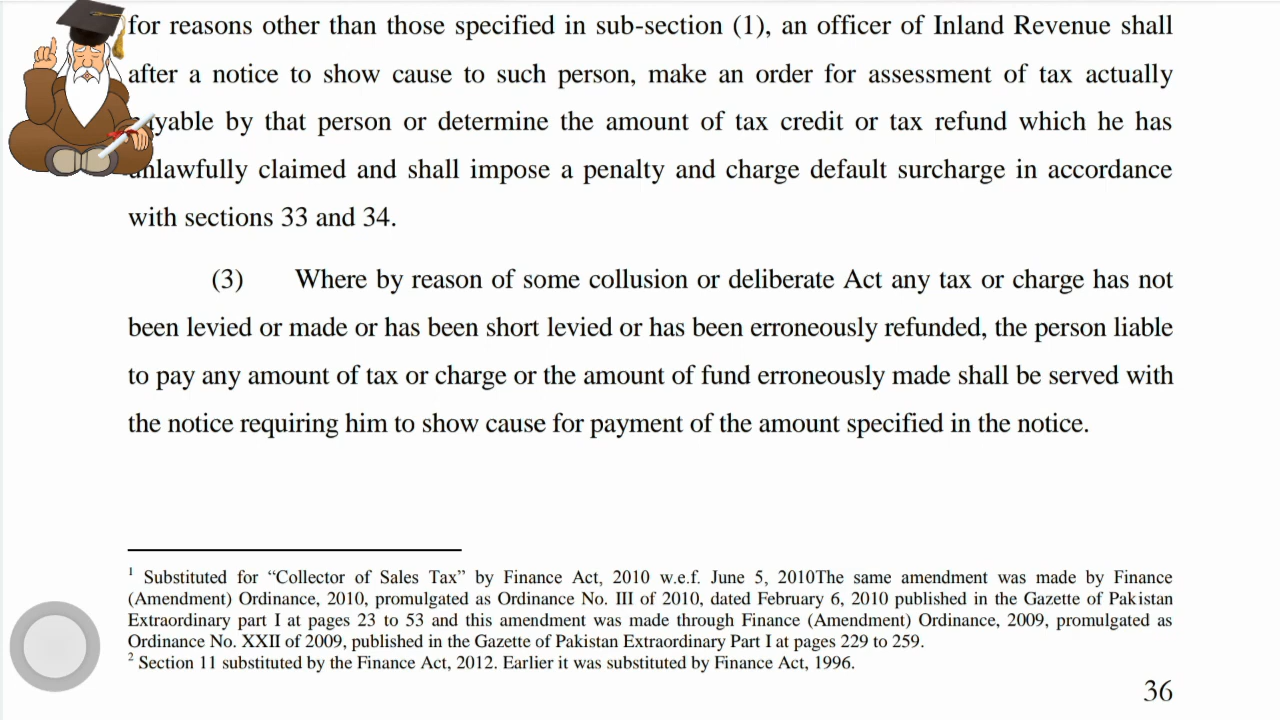 for reasons other than those specified in sub-section (1), an officer of Inland Revenue shall
after a notice to show cause to such person, make an order for assessment of tax actually
yable by that person or determine the amount of tax credit or tax refund which he has
unlawfully claimed and shall impose a penalty and charge default surcharge in accordance
with sections 33 and 34.
(3) Where by reason of some collusion or deliberate Act any tax or charge has not
been levied or made or has been short levied or has been erroneously refunded, the person liable
to pay any amount of tax or charge or the amount of fund erroneously made shall be served with
the notice requiring him to show cause for payment of the amount specified in the notice.
1 Substituted for “Collector of Sales Tax” by Finance Act, 2010 w.e.f. June 5, 2010The same amendment was made by Finance
(Amendment) Ordinance, 2010, promulgated as Ordinance No. III of 2010, dated February 6, 2010 published in the Gazette of Pakistan
Extraordinary part I at pages 23 to 53 and this amendment was made through Finance (Amendment) Ordinance, 2009, promulgated as
Ordinance No. XXII of 2009, published in the Gazette of Pakistan Extraordinary Part I at pages 229 to 259.
2 Section 11 substituted by the Finance Act, 2012. Earlier it was substituted by Finance Act, 1996.
36